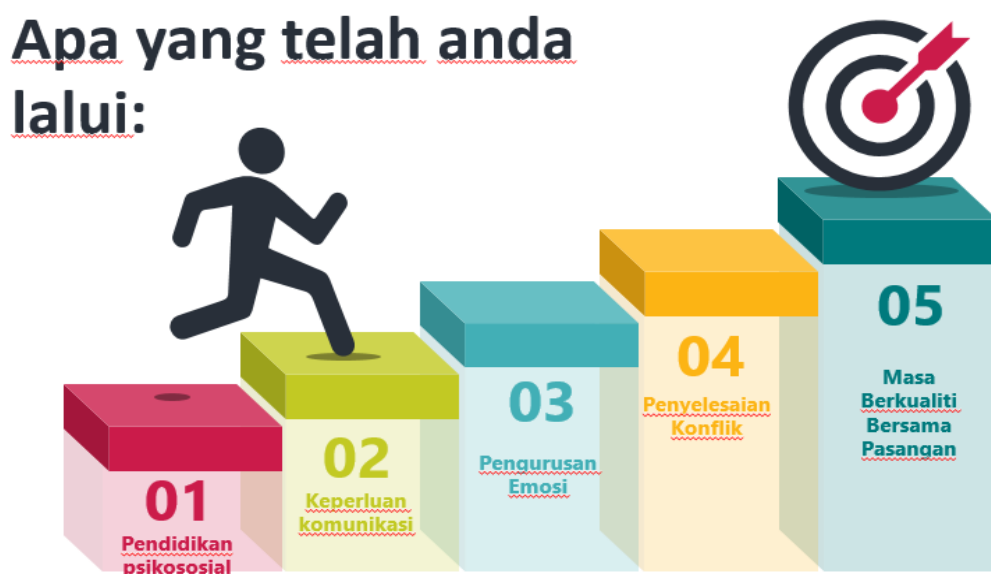 Apa yang telah anda
lalui:
01
Pendidikan
psikososial
02
Keperluan
komunikasi
03
Pengurusan
Emosi
04
Penyelesaian
Konflik
05
Masa
Berkualiti
Bersama
Pasangan